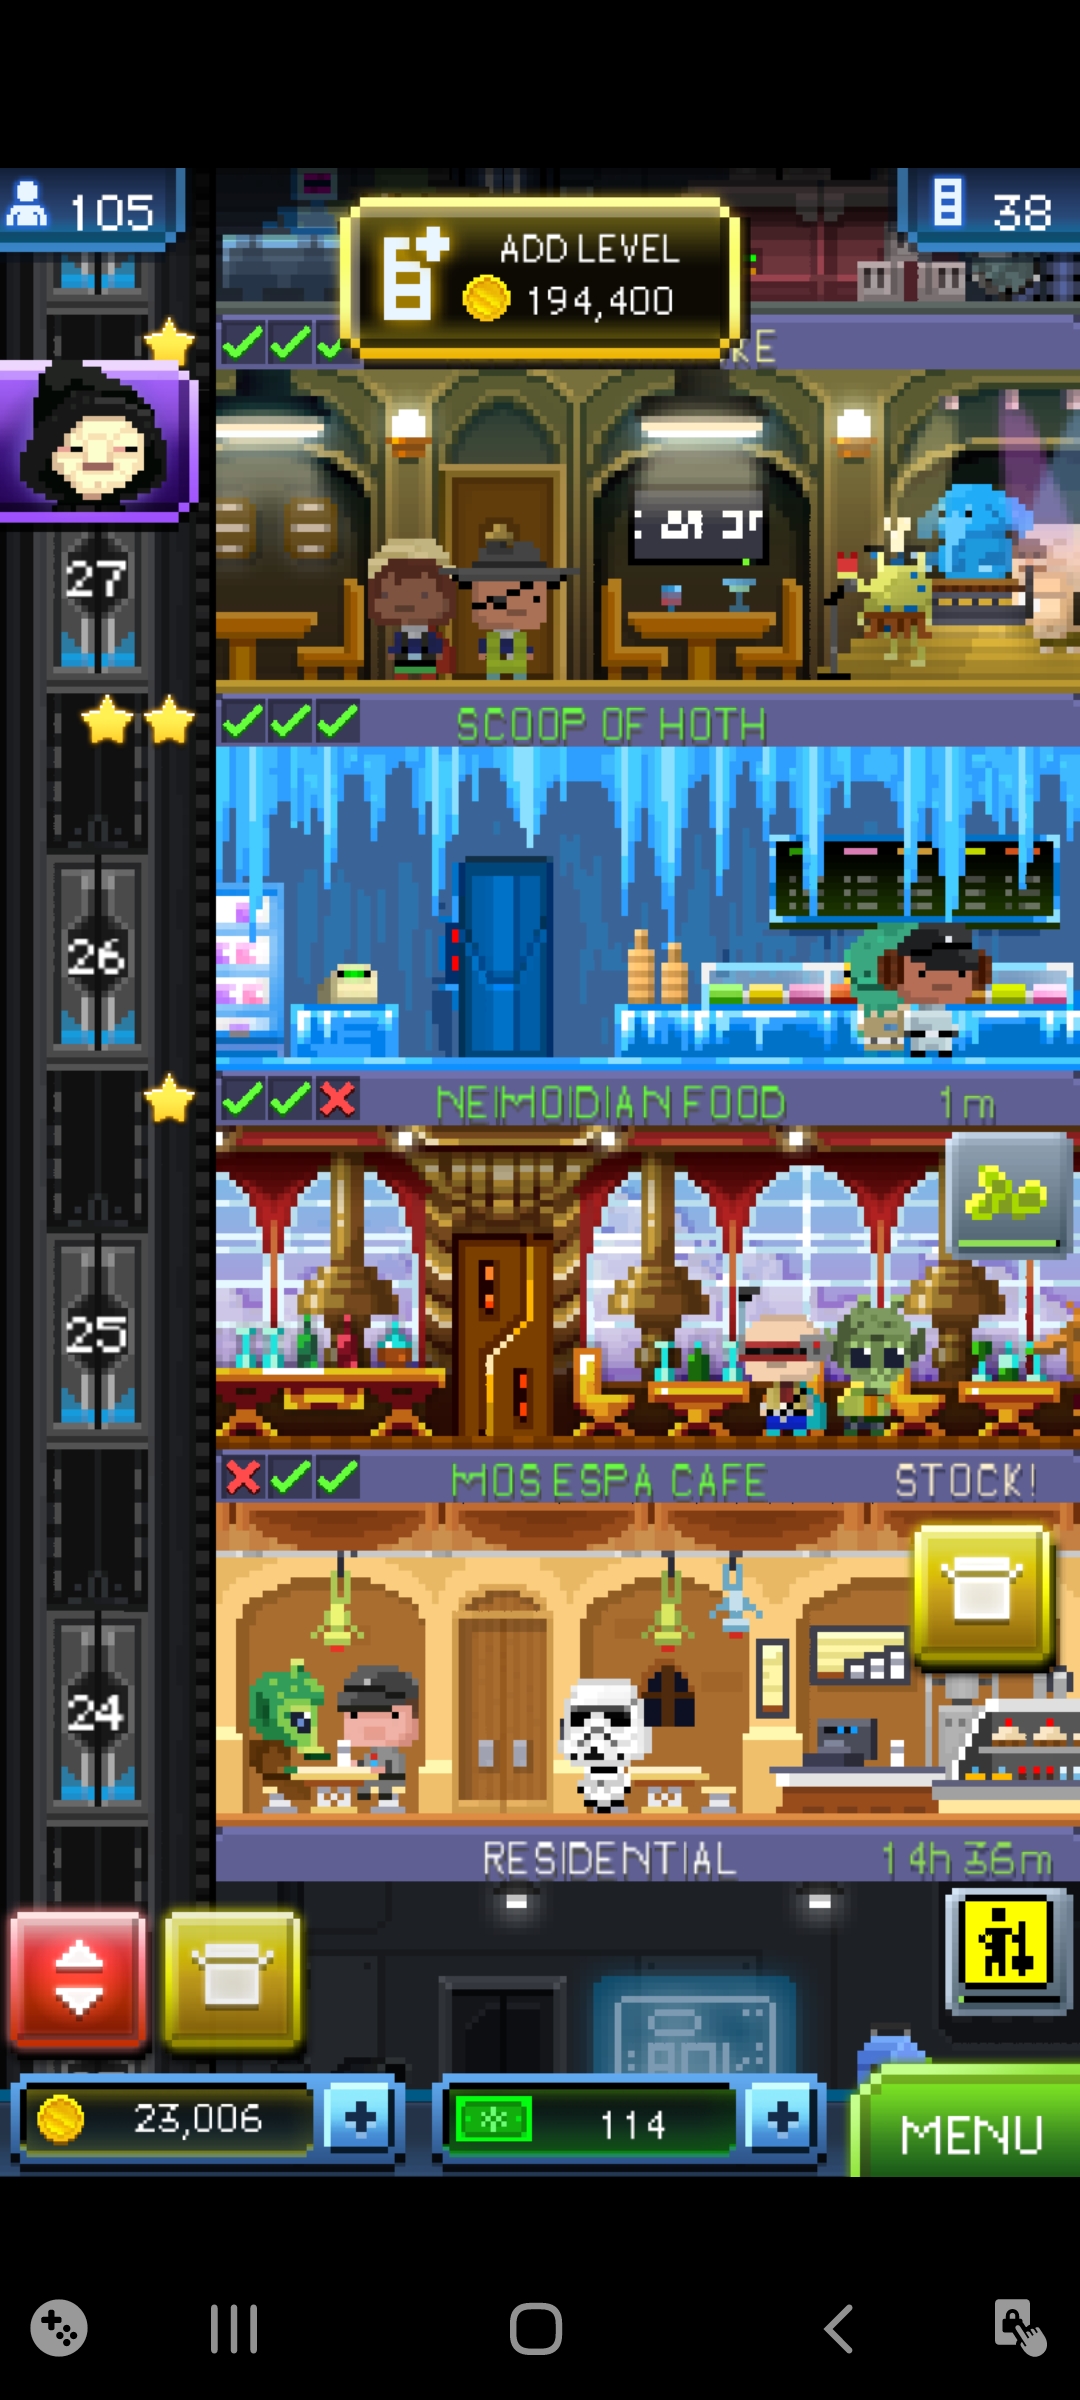 105
ADD LEVEL
194,400
38
27
SCOOP OF HOTH
26
NEIMOIDIAN FOOD 1m
25
MOS ESPA CAFE STOCK!
24
RESIDENTIAL 14h 36m
23,006
114
MENU